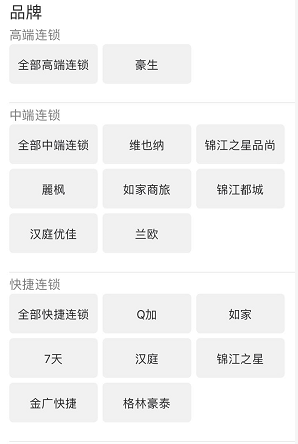 品牌
高端连锁
全部高端连锁 豪生
中端连锁
全部中端连锁 维也纳 锦江之星品尚
麗枫 如家商旅 锦江都城
汉庭优佳 兰欧
快捷连锁
全部快捷连锁 Q加 如家
7天 汉庭 锦江之星
金广快捷 格林豪泰